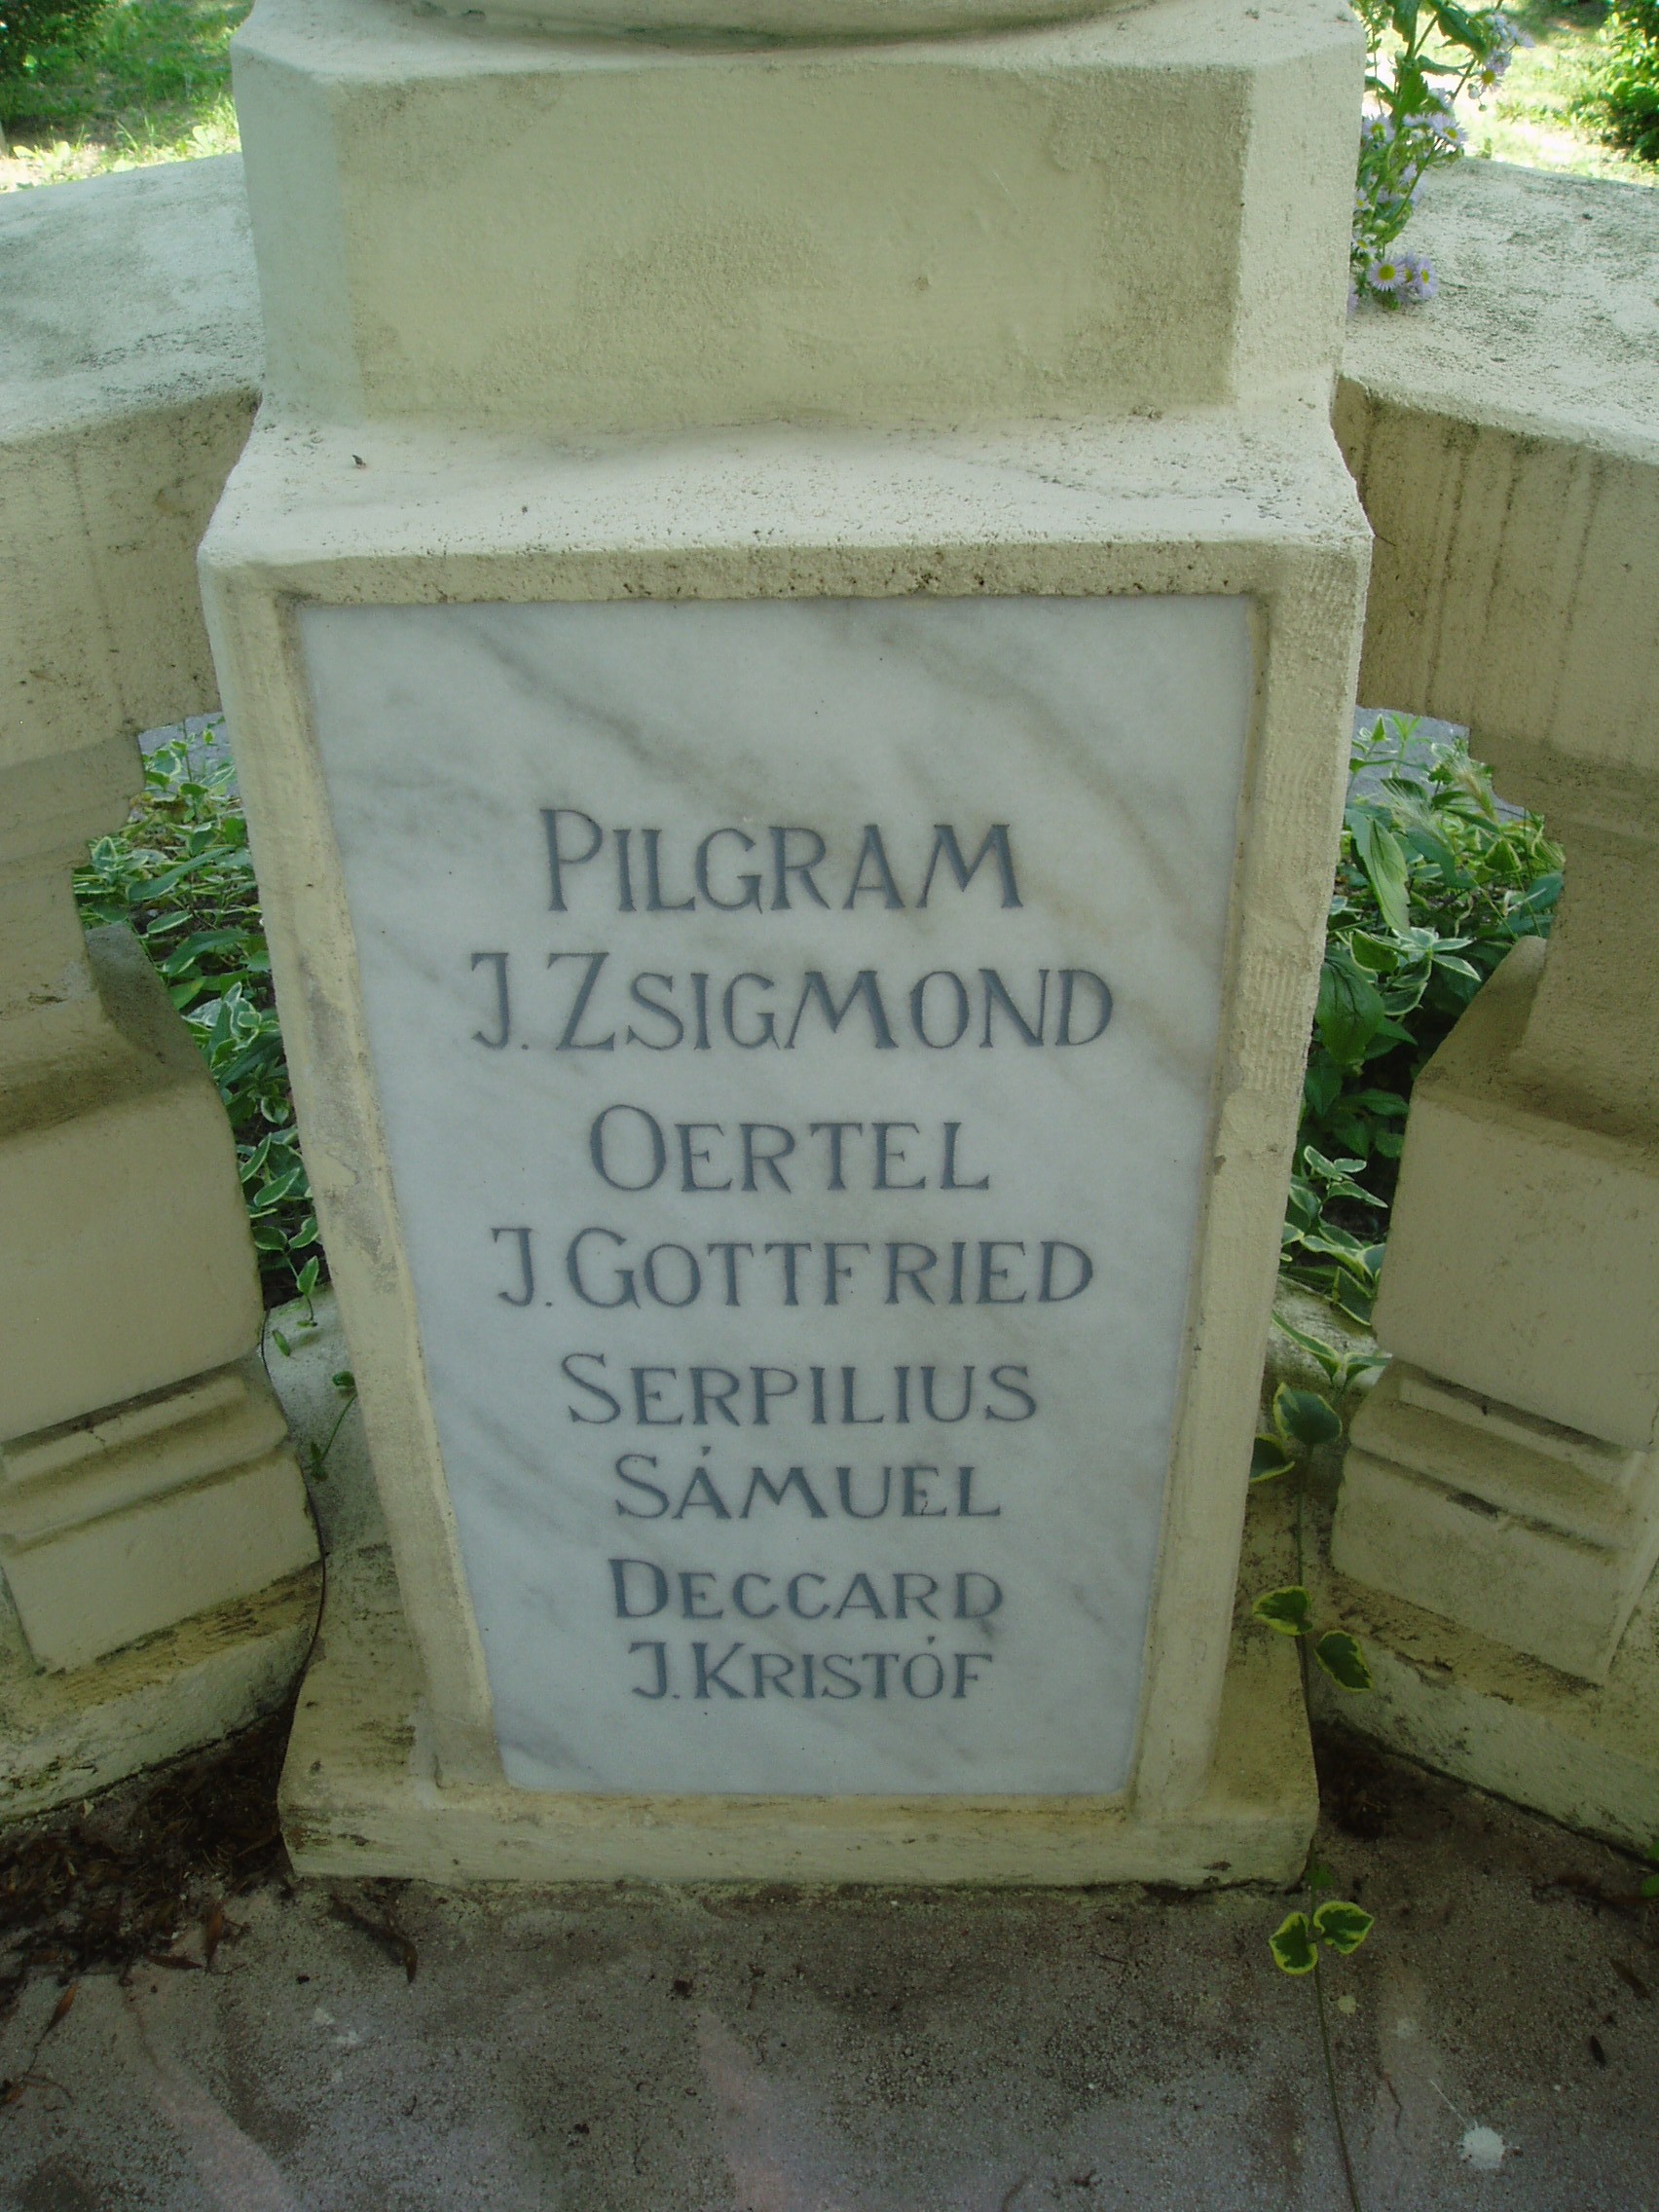 PILGRAM
J. ZSIGMOND
OERTEL
J. GOTTFRIED
SERPILIUS
SÁMUEL
DECCARD
J. KRISTÓF